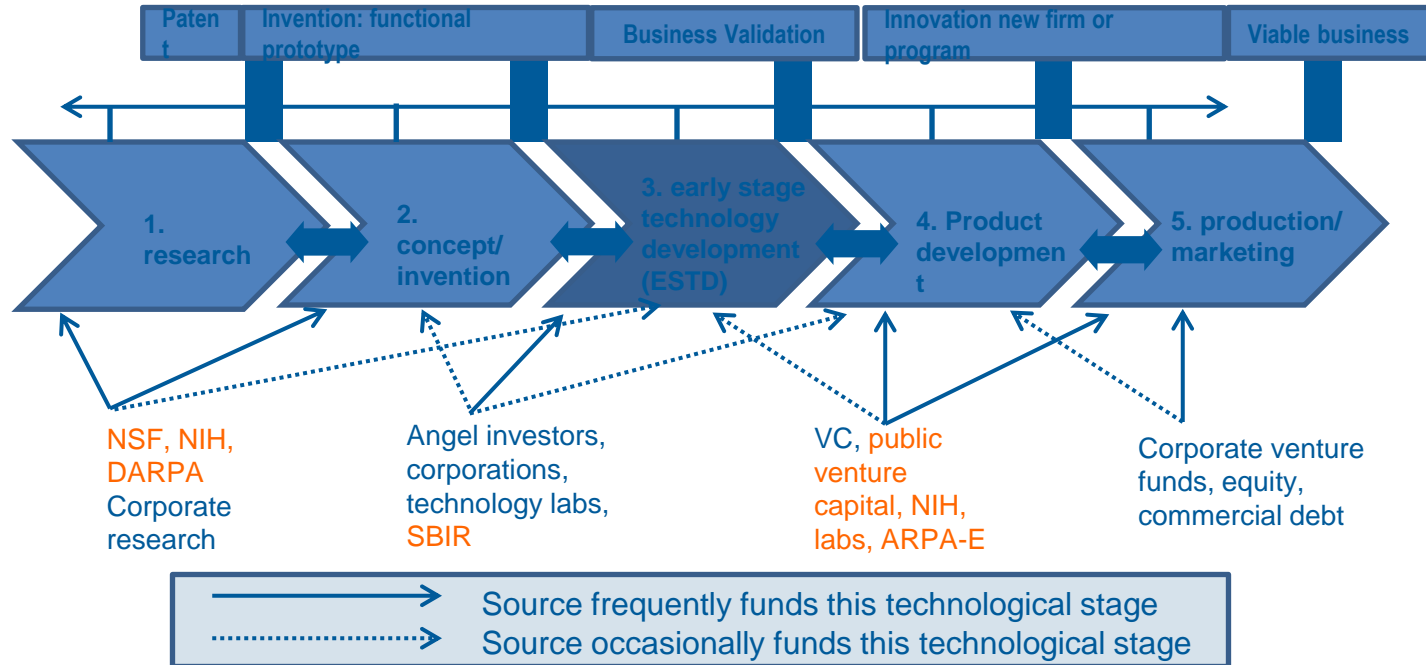 Paten
t
Invention: functional
prototype
Business Validation
Innovation new firm or
program
Viable business
1.
research
2.
concept/
invention
3. early stage
technology
development
(ESTD)
4. Product
developmen
t
5. production/
marketing
NSF, NIH,
DARPA
Corporate
research
Angel investors,
corporations,
technology labs,
SBIR
VC, public
venture
capital, NIH,
labs, ARPA-E
Corporate venture
funds, equity,
commercial debt
Source frequently funds this technological stage
Source occasionally funds this technological stage